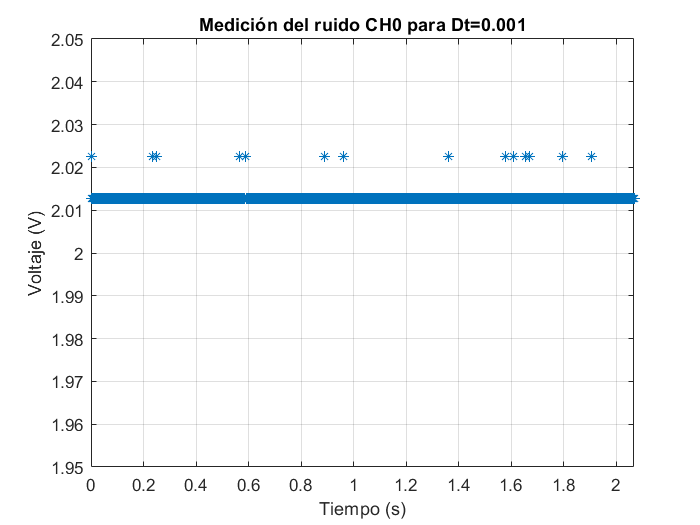 Medición del ruido CH0 para Dt=0.001
2.05
2.04
2.03
2.02
2.01
2
1.99
1.98
1.97
1.96
1.95
Voltaje (V)
0 0.2 0.4 0.6 0.8 1 1.2 1.4 1.6 1.8 2
Tiempo (s)